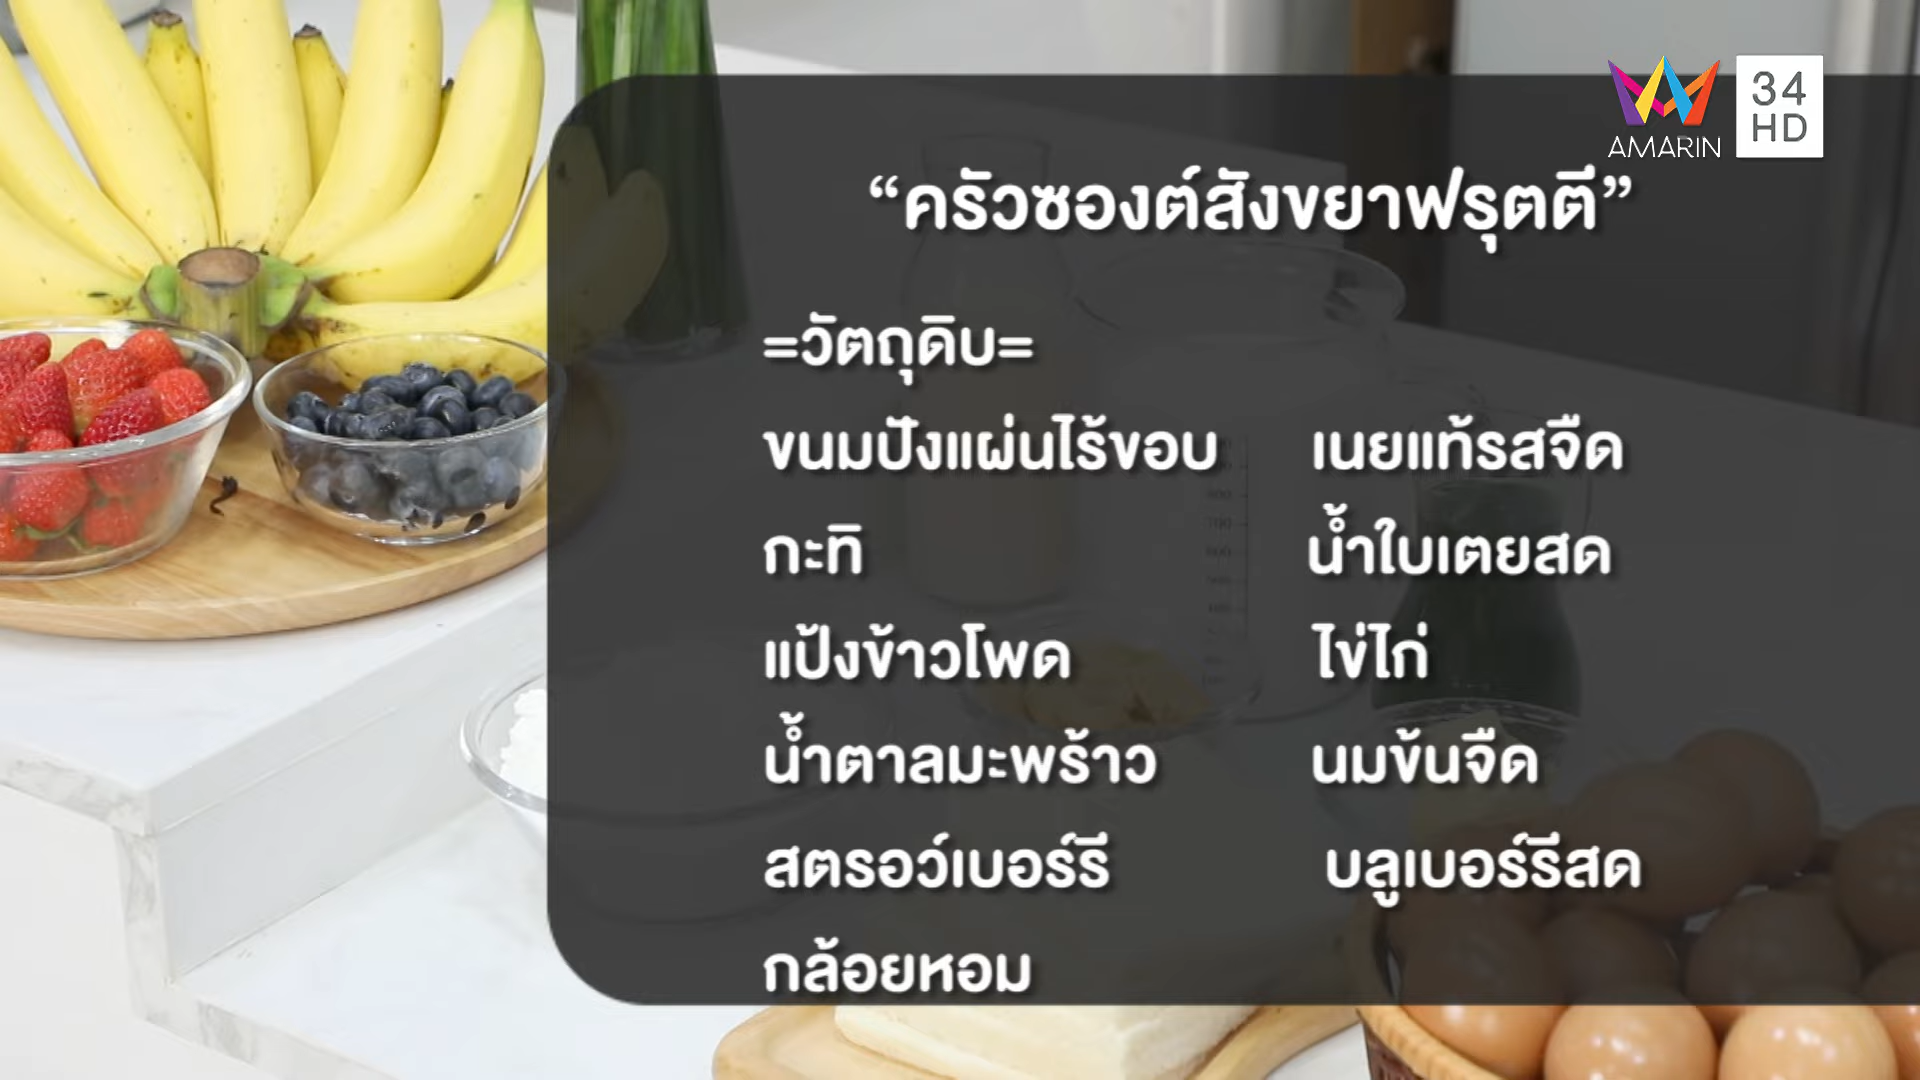 AMARIN
34
HD
“ครัวซองต์สังขยาฟรุตตี”
=วัตถุดิบ=
ขนมปังแผ่นไร้ขอบ เนยแท้รสจืด
กะทิ น้ำใบเตยสด
แป้งข้าวโพด ไข่ไก่
น้ำตาลมะพร้าว นมข้นจืด
สตรอว์เบอร์รี บลูเบอร์รีสด
กล้อยหอม